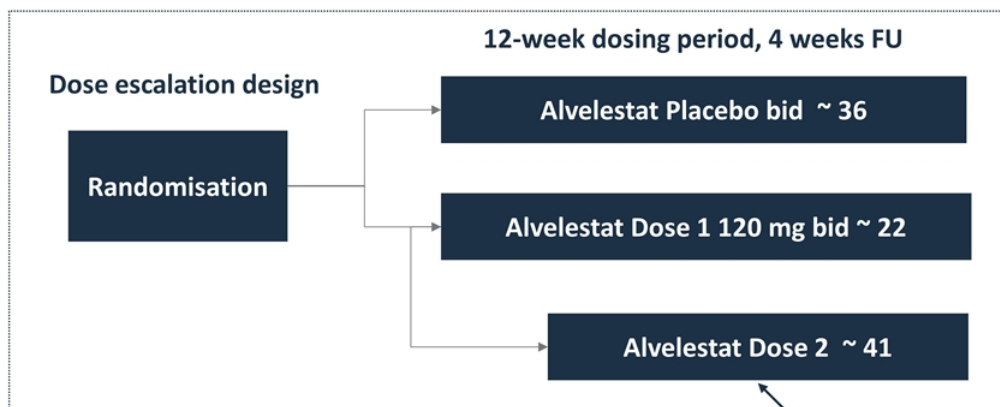 12-week dosing period, 4 weeks FU
Dose escalation design
Alvelestat Placebo bid ~ 36
Randomisation
Alvelestat Dose 1 120 mg bid ~ 22
Alvelestat Dose 2 ~ 41